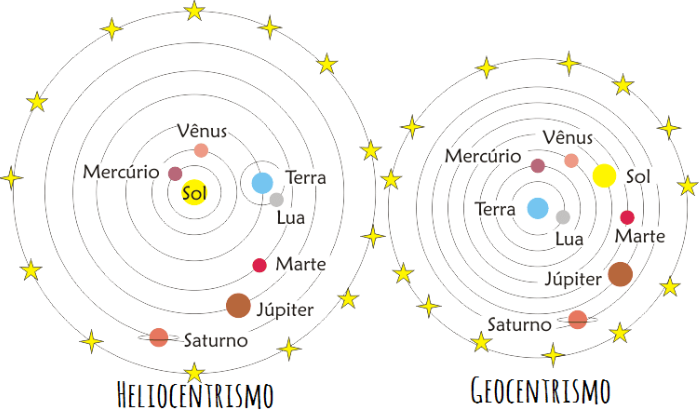 Vênus
Mercúrio
Sol
Terra
Lua
Marte
Júpiter
Saturno
HELIOCENTRISMO
Vênus
Mercúrio
Sol
Terra
Lua
Marte
Júpiter
Saturno
GEOCENTRISMO